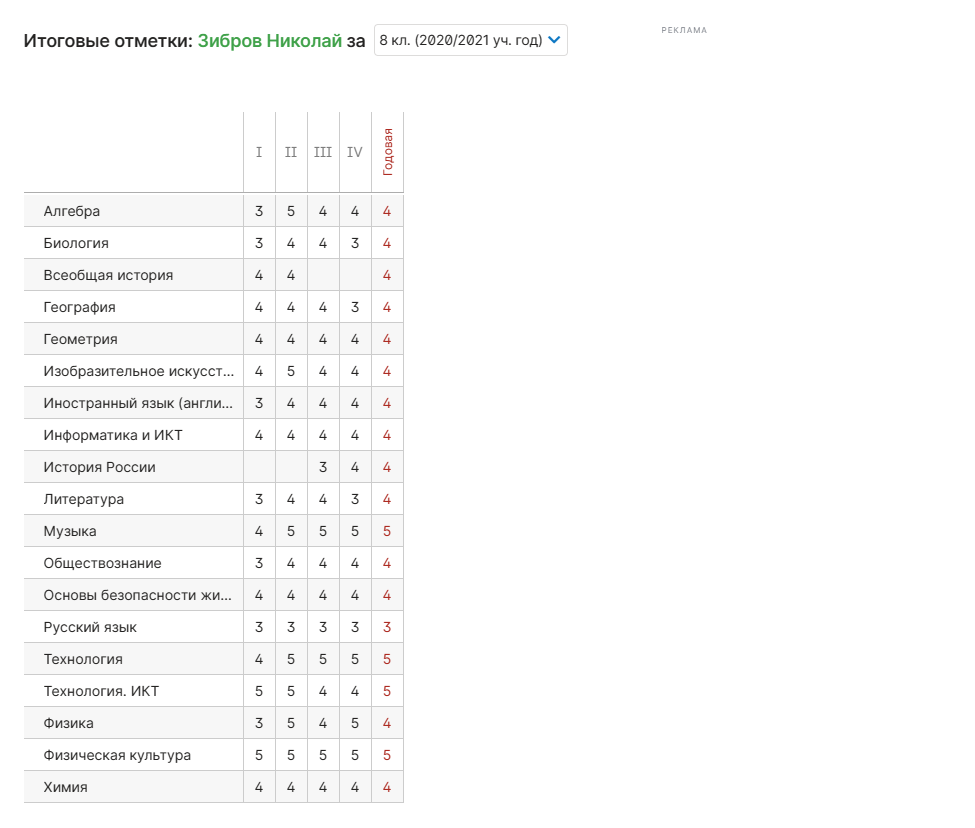 Итоговые отметки: Зибров Николай за 8 кл. (2020/2021 уч. год)
РЕКЛАМА
I II III IV Годовая
Алгебра 3 5 4 4 4
Биология 3 4 4 3 4
Всеобщая история 4 4 4
География 4 4 4 3 4
Геометрия 4 4 4 4 4
Изобразительное искусст... 4 5 4 4 4
Иностранный язык (англи... 3 4 4 4 4
Информатика и ИКТ 4 4 4 4 4
История России 3 4 4
Литература 3 4 4 3 4
Музыка 4 5 5 5 5
Обществознание 3 4 4 4 4
Основы безопасности жи... 4 4 4 4 4
Русский язык 3 3 3 3 3
Технология 4 5 5 5 5
Технология. ИКТ 5 5 4 4 5
Физика 3 5 4 5 4
Физическая культура 5 5 5 5 5
Химия 4 4 4 4 4